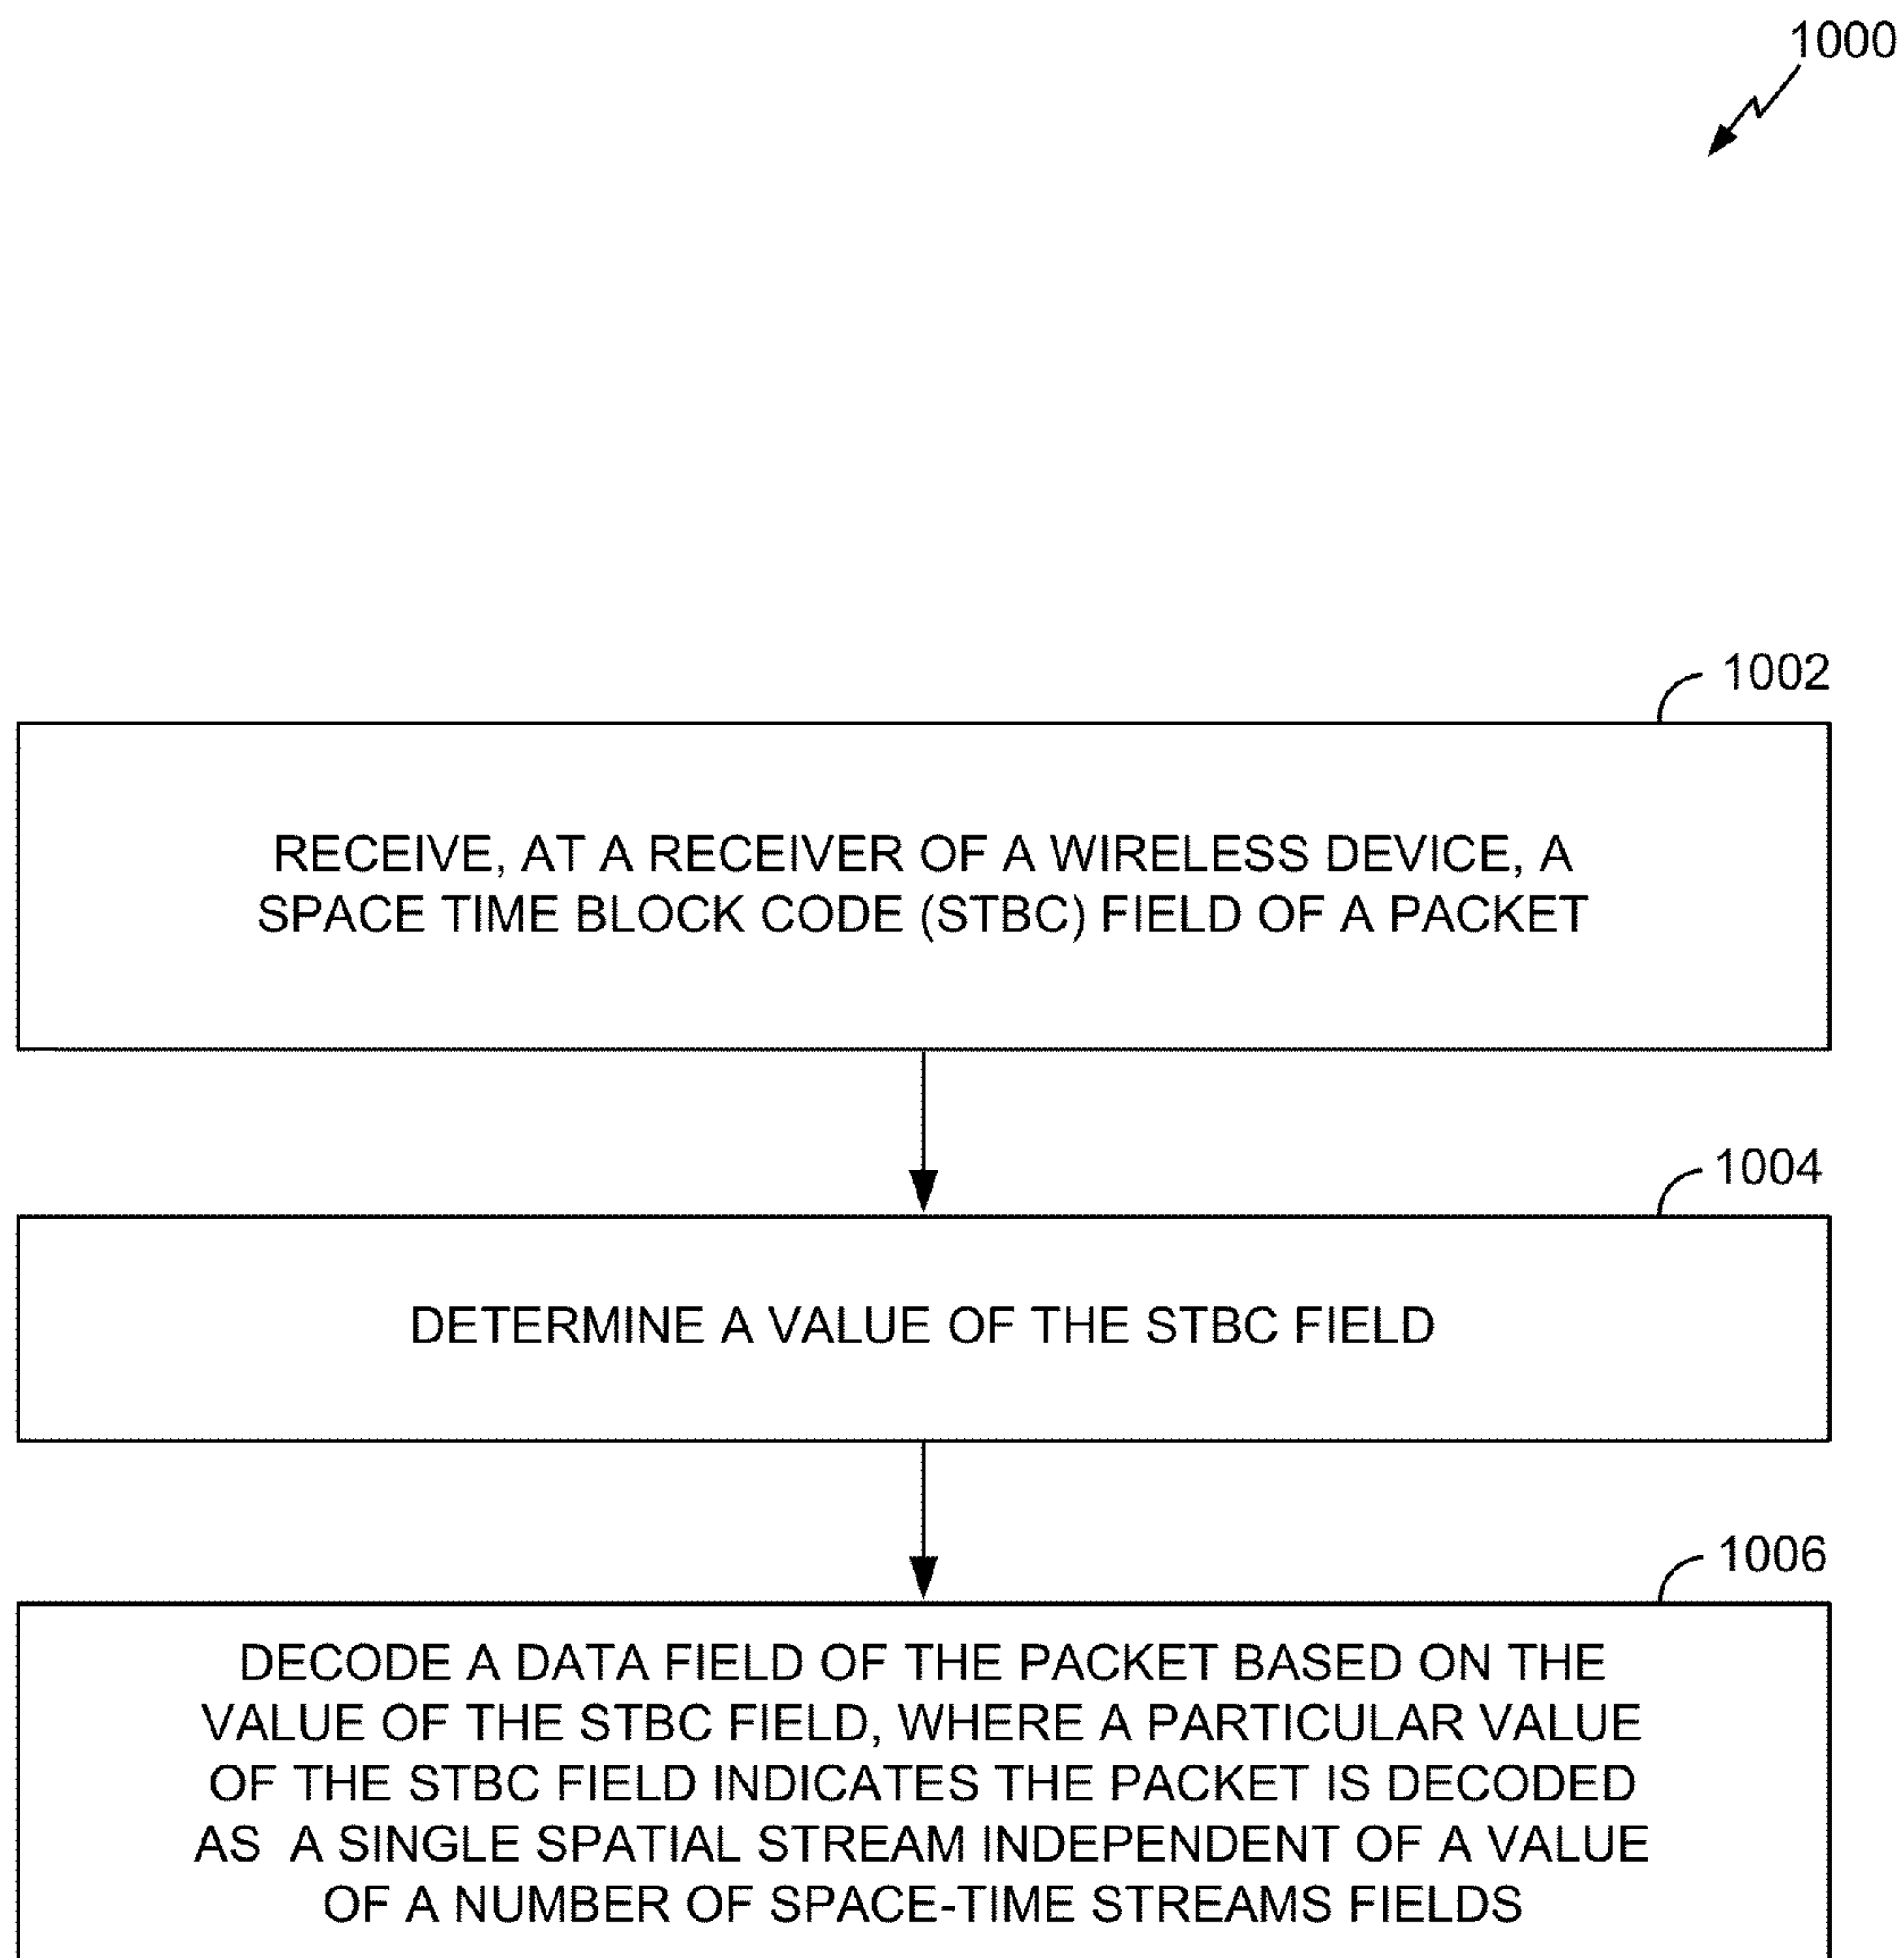 1000
1002
RECEIVE, AT A RECEIVER OF A WIRELESS DEVICE, A
SPACE TIME BLOCK CODE (STBC) FIELD OF A PACKET
1004
DETERMINE A VALUE OF THE STBC FIELD
1006
DECODE A DATA FIELD OF THE PACKET BASED ON THE
VALUE OF THE STBC FIELD, WHERE A PARTICULAR VALUE
OF THE STBC FIELD INDICATES THE PACKET IS DECODED
AS A SINGLE SPATIAL STREAM INDEPENDENT OF A VALUE
OF A NUMBER OF SPACE-TIME STREAMS FIELDS